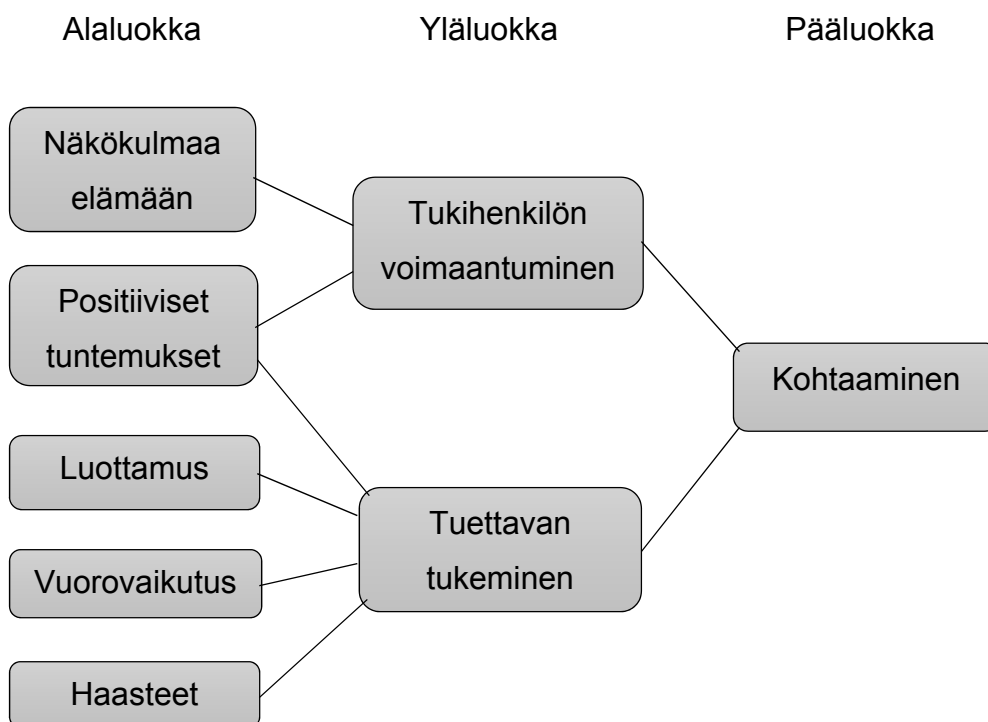 Alaluokka
Yläluokka
Pääluokka
Näkökulmaa
elämään
Positiiviset
tuntemukset
Luottamus
Vuorovaikutus
Haasteet
Tukihenkilön
voimaantuminen
Tuettavan
tukeminen
Kohtaaminen